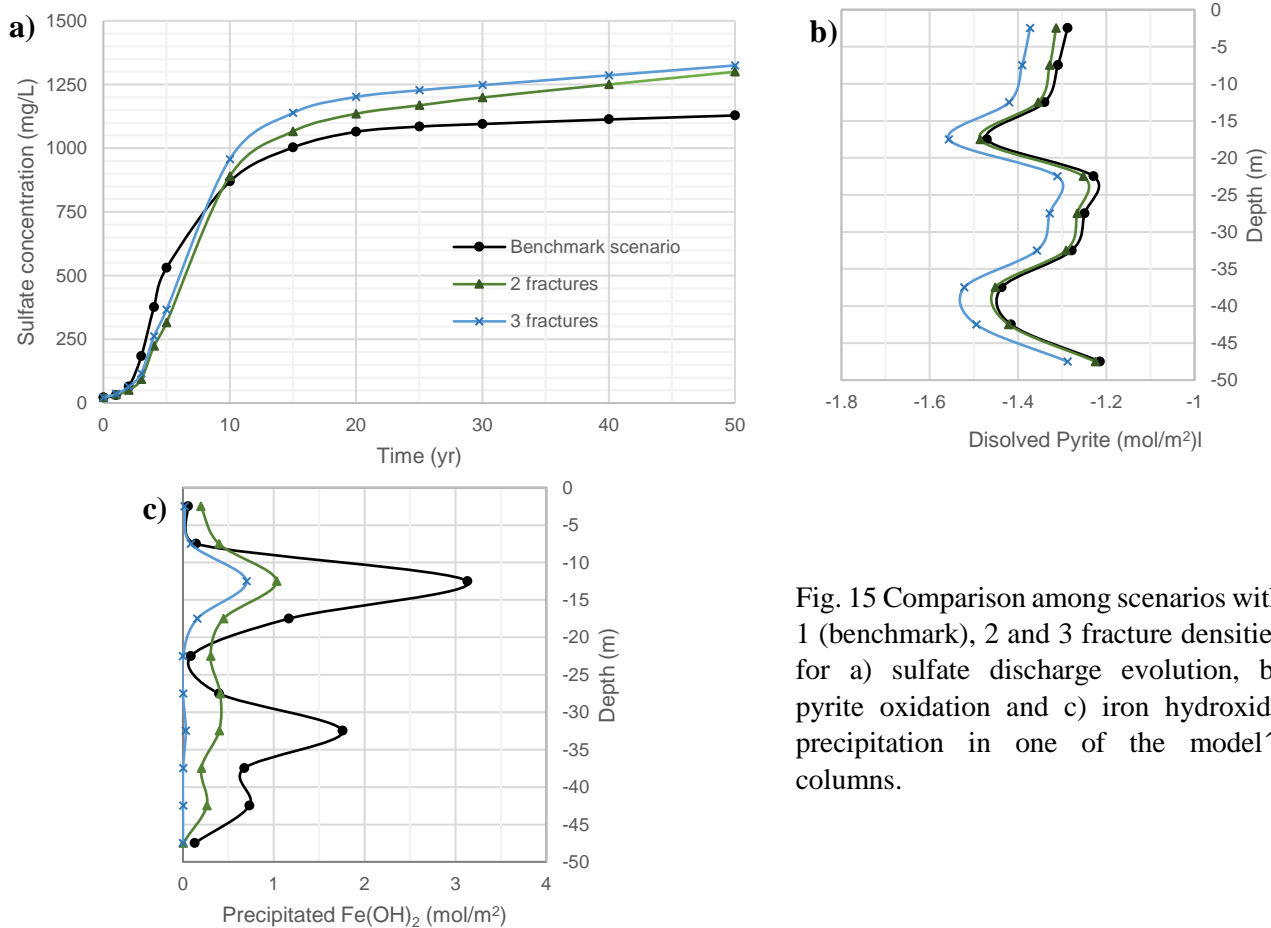 a)
1500
1250
1000
750
500
250
0
Sulfate concentration (mg/L)
0
10
20
30
40
50
Time (yr)
Benchmark scenario
2 fractures
3 fractures
b)
0
-5
-10
-15
-20
-25
-30
-35
-40
-45
-50
Depth (m)
-1.8
-1.6
-1.4
-1.2
-1
Disolved Pyrite (mol/m²)l
c)
0
-5
-10
-15
-20
-25
-30
-35
-40
-45
-50
Depth (m)
0
1
2
3
4
Precipitated Fe(OH)₂ (mol/m²)
Fig. 15 Comparison among scenarios wit
1 (benchmark), 2 and 3 fracture densitie
for a) sulfate discharge evolution, b
pyrite oxidation and c) iron hydroxid
precipitation in one of the model^
columns.